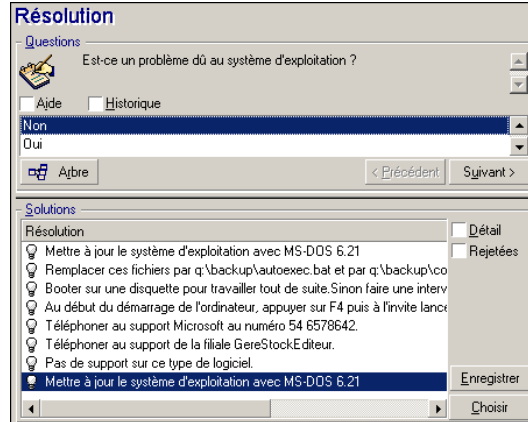 Résolution
Questions
Est-ce un problème dû au système d'exploitation ?
Aide Historique
Non
Oui
Arbre < Précédent Suivant >
Solutions
Résolution
Mettre à jour le système d'exploitation avec MS-DOS 6.21
Remplacer ces fichiers par q:\backup\autoexec.bat et par q:\backup\co
Booter sur une disquette pour travailler tout de suite.Sinon faire une interv
Au début du démarrage de l'ordinateur, appuyer sur F4 puis à l'invite lance
Téléphoner au support Microsoft au numéro 54 6578642.
Téléphoner au support de la filiale GereStockEditeur.
Pas de support sur ce type de logiciel.
Mettre à jour le système d'exploitation avec MS-DOS 6.21
Détail
Rejetées
Enregistrer
Choisir